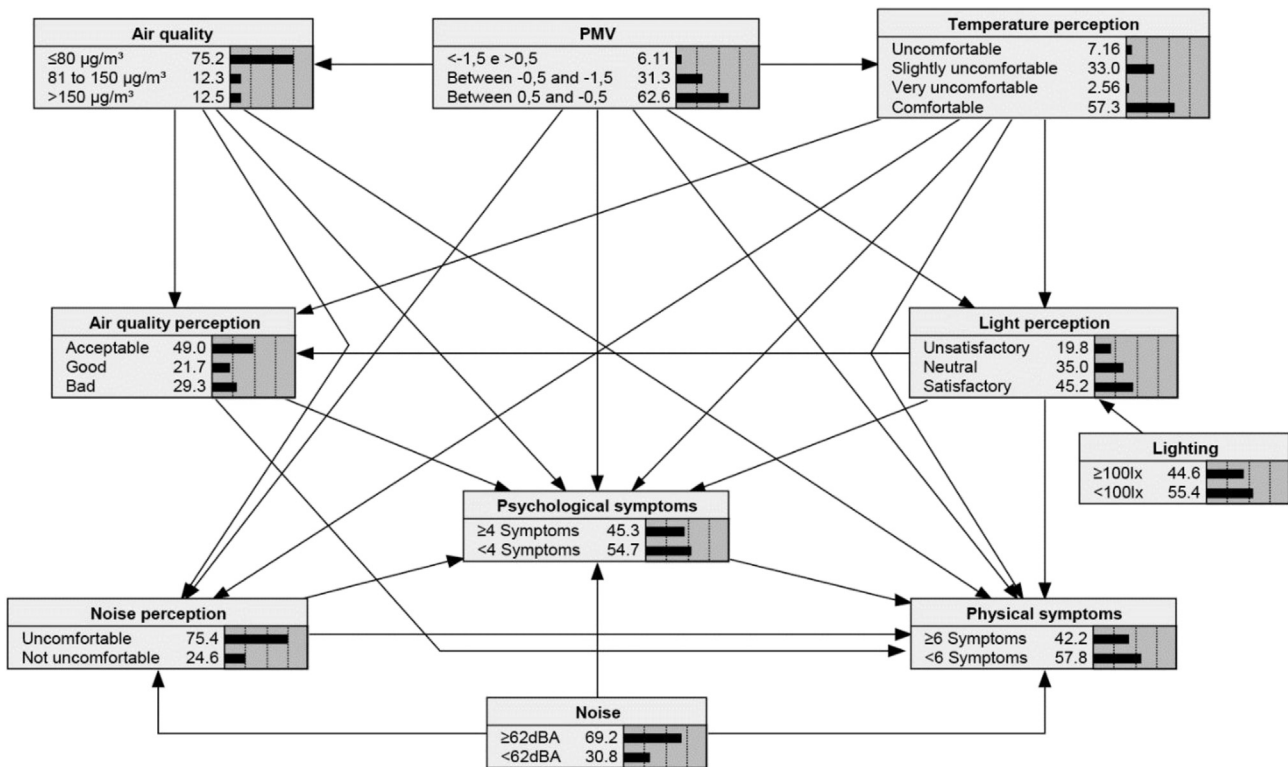 Air quality
≤80 µg/m³ 75.2
81 to 150 µg/m³ 12.3
>150 µg/m³ 12.5
PMV
<-1,5 e >0,5 6.11
Between -0,5 and -1,5 31.3
Between 0,5 and -0,5 62.6
Temperature perception
Uncomfortable 7.16
Slightly uncomfortable 33.0
Very uncomfortable 2.56
Comfortable 57.3
Air quality perception
Acceptable 49.0
Good 21.7
Bad 29.3
Light perception
Unsatisfactory 19.8
Neutral 35.0
Satisfactory 45.2
Lighting
≥100lx 44.6
<100lx 55.4
Psychological symptoms
≥4 Symptoms 45.3
<4 Symptoms 54.7
Noise perception
Uncomfortable 75.4
Not uncomfortable 24.6
Physical symptoms
≥6 Symptoms 42.2
<6 Symptoms 57.8
Noise
≥62dBA 69.2
<62dBA 30.8